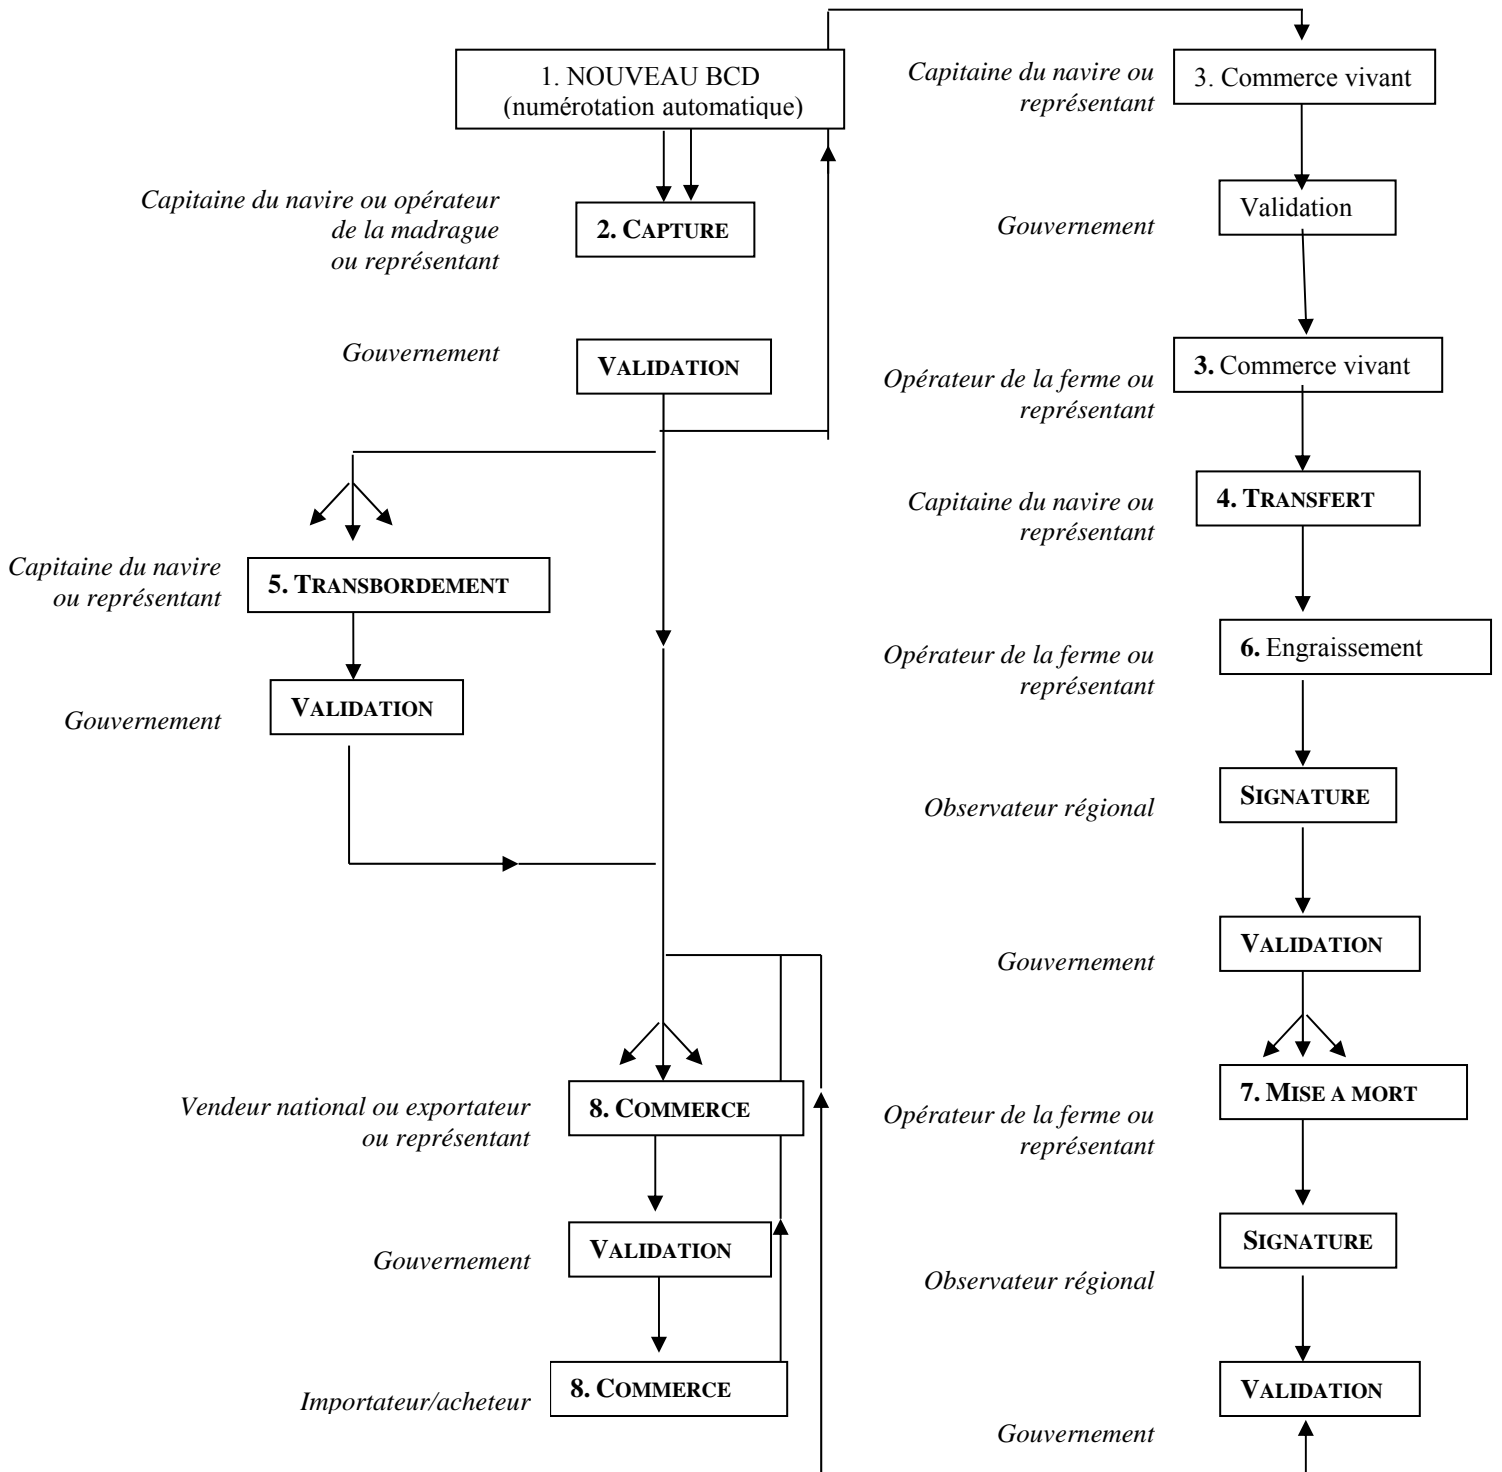 1. NOUVEAU BCD
(numérotation automatique)
Capitaine du navire ou opérateur
de la madrague
ou représentant
2. CAPTURE
Gouvernement
VALIDATION
Capitaine du navire
ou représentant
5. TRANSBORDEMENT
Gouvernement
VALIDATION
Vendeur national ou exportateur
ou représentant
8. COMMERCE
Gouvernement
VALIDATION
Importateur/acheteur
8. COMMERCE
Capitaine du navire ou
représentant
3. Commerce vivant
Gouvernement
Validation
Opérateur de la ferme ou
représentant
3. Commerce vivant
Capitaine du navire ou
représentant
4. TRANSFERT
Opérateur de la ferme ou
représentant
6. Engraissement
Observateur régional
SIGNATURE
Gouvernement
VALIDATION
Opérateur de la ferme ou
représentant
7. MISE A MORT
Observateur régional
SIGNATURE
Gouvernement
VALIDATION